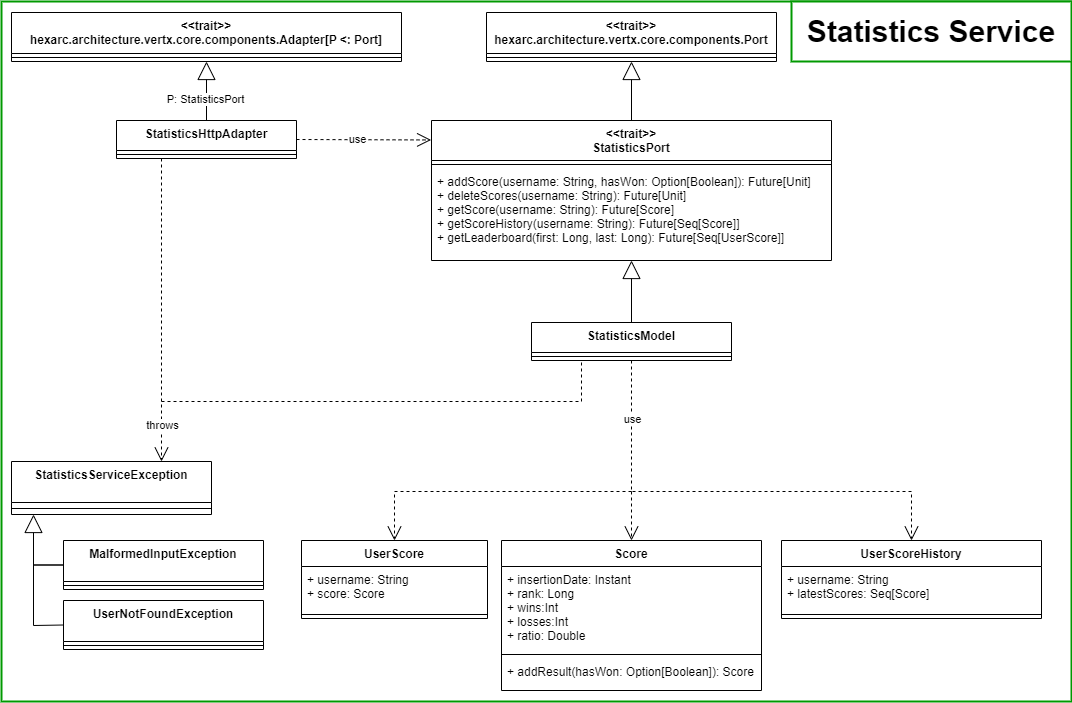 <<trait>>
hexarc.architecture.vertx.core.components.Adapter[P <: Port]
<<trait>>
hexarc.architecture.vertx.core.components.Port
Statistics Service
P: StatisticsPort
StatisticsHttpAdapter
use
<<trait>>
StatisticsPort
+ addScore(username: String, hasWon: Option[Boolean]): Future[Unit]
+ deleteScores(username: String): Future[Unit]
+ getScore(username: String): Future[Score]
+ getScoreHistory(username: String): Future[Seq[Score]]
+ getLeaderboard(first: Long, last: Long): Future[Seq[UserScore]]
StatisticsModel
throws
use
StatisticsServiceException
MalformedInputException
UserNotFoundException
UserScore
+ username: String
+ score: Score
Score
+ insertionDate: Instant
+ rank: Long
+ wins:Int
+ losses:Int
+ ratio: Double
+ addResult(hasWon: Option[Boolean]): Score
UserScoreHistory
+ username: String
+ latestScores: Seq[Score]